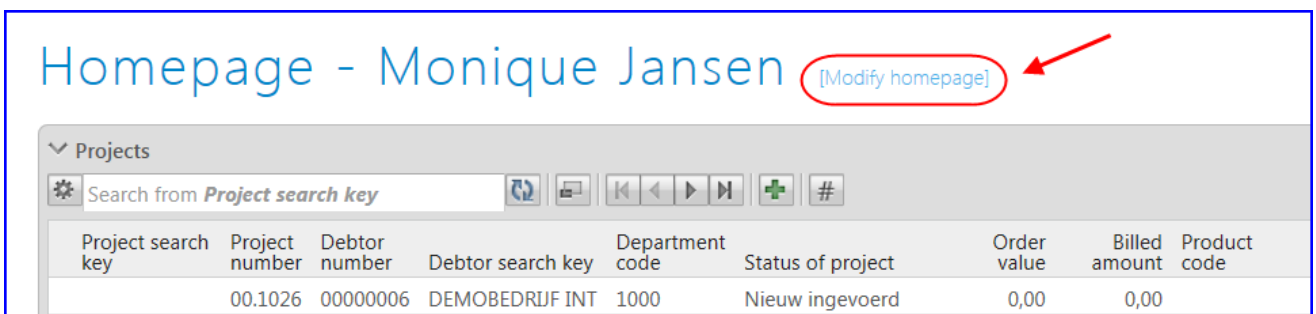 Homepage - Monique Jansen [Modify homepage]
Projects
Search from Project search key #
Project search key Project number Debtor number Debtor search key Department code Status of project Order value Billed amount Product code
00.1026 00000006 DEMOBEDRIJF INT 1000 Nieuw ingevoerd 0,00 0,00